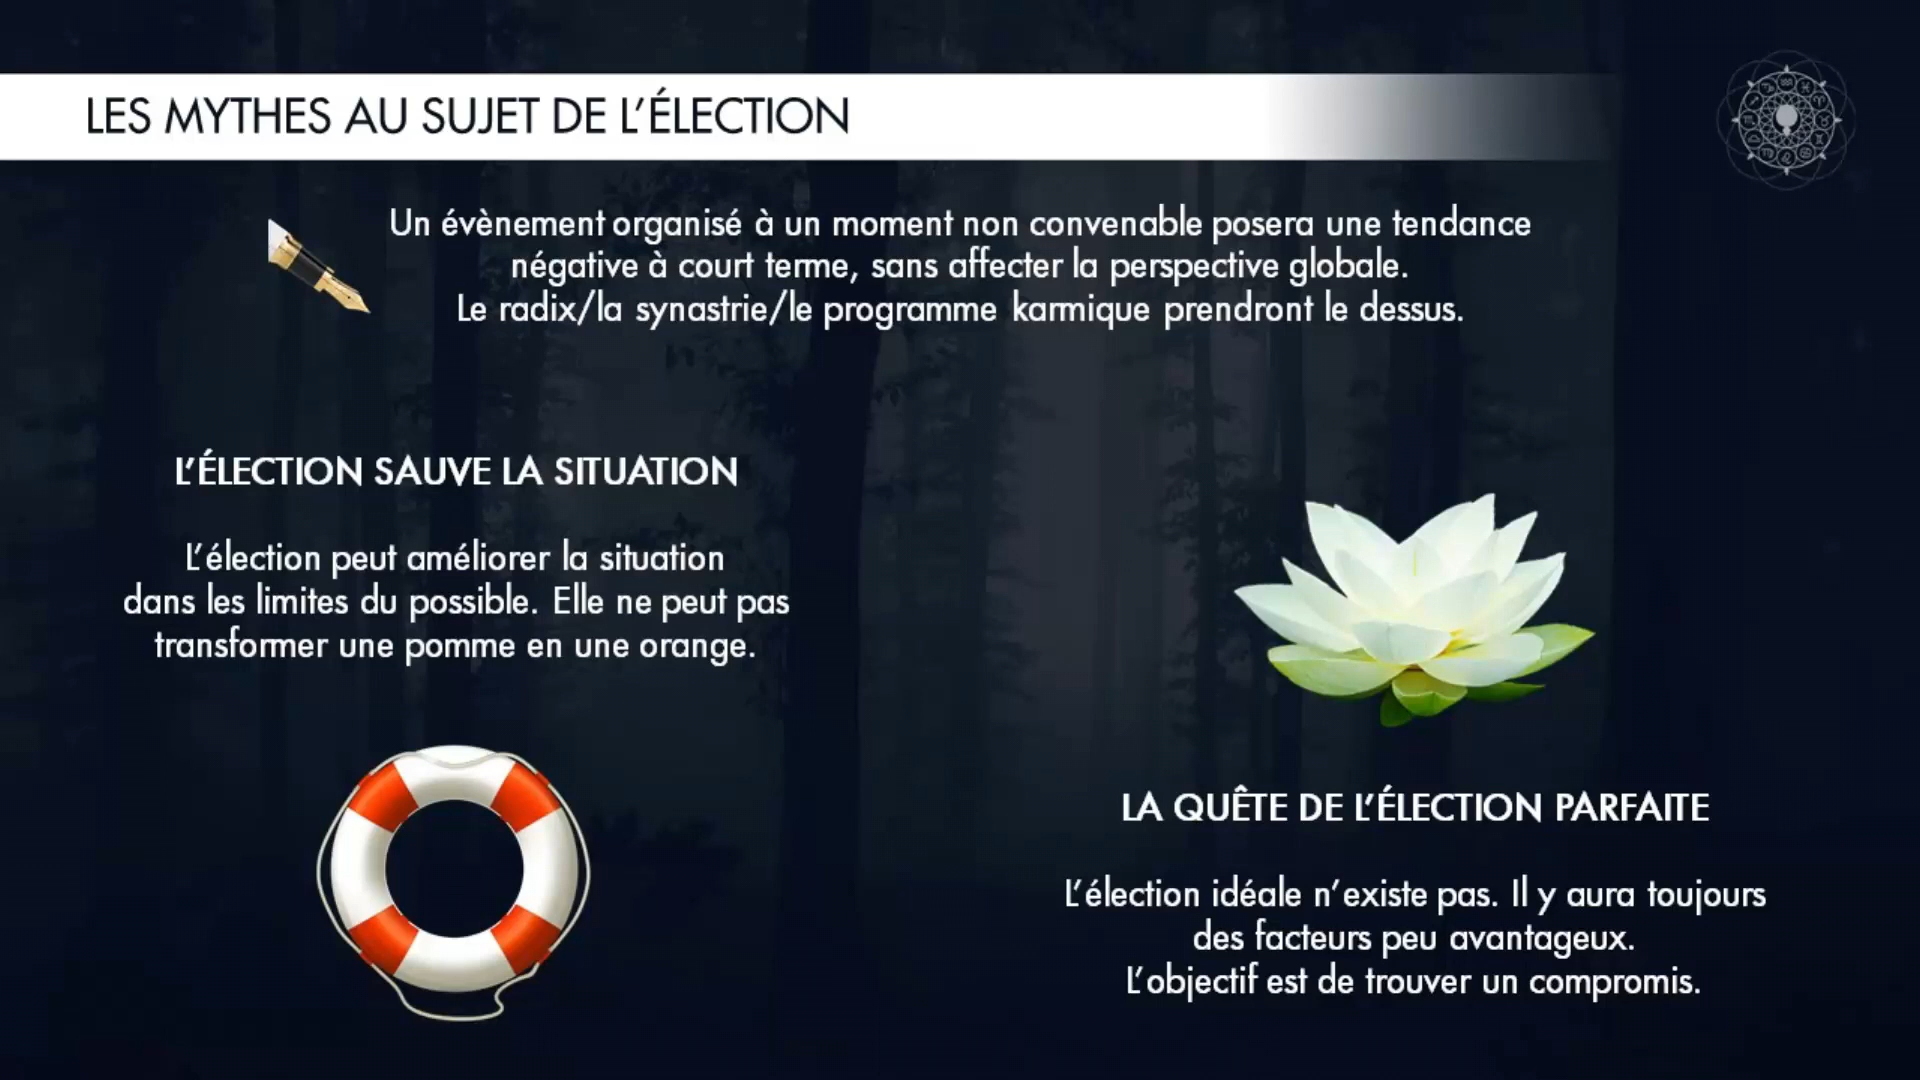 LES MYTHES AU SUJET DE L’ÉLECTION
Un évènement organisé à un moment non convenable posera une tendance
négative à court terme, sans affecter la perspective globale.
Le radix/la synastrie/le programme karmique prendront le dessus.
L’ÉLECTION SAUVE LA SITUATION
L’élection peut améliorer la situation
dans les limites du possible. Elle ne peut pas
transformer une pomme en une orange.
LA QUÊTE DE L’ÉLECTION PARFAITE
L’élection idéale n’existe pas. Il y aura toujours
des facteurs peu avantageux.
L’objectif est de trouver un compromis.